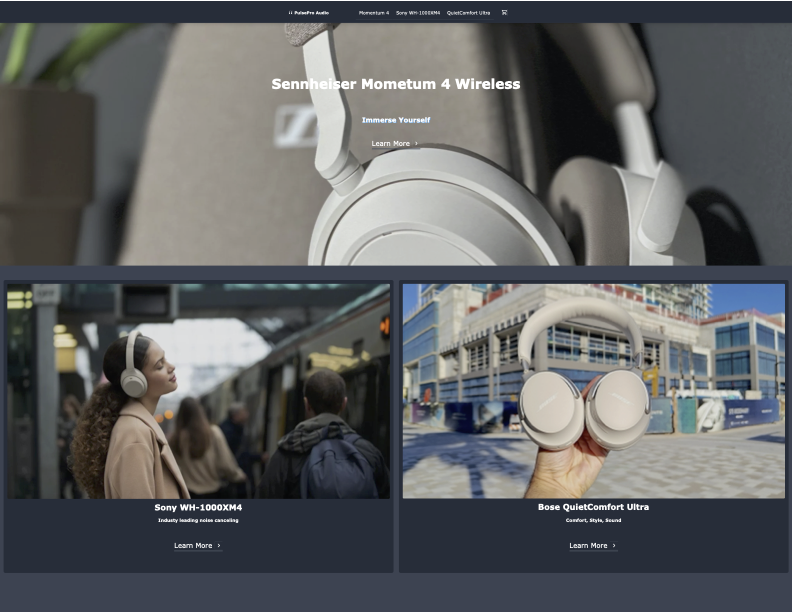 PulsePro Audio Momentum 4 Sony WH-1000XM4 QuietComfort Ultra
Sennheiser Mometum 4 Wireless
Immerse Yourself
Learn More >
Sony WH-1000XM4
Industy leading noise canceling
Learn More >
Bose QuietComfort Ultra
Comfort, Style, Sound
Learn More >